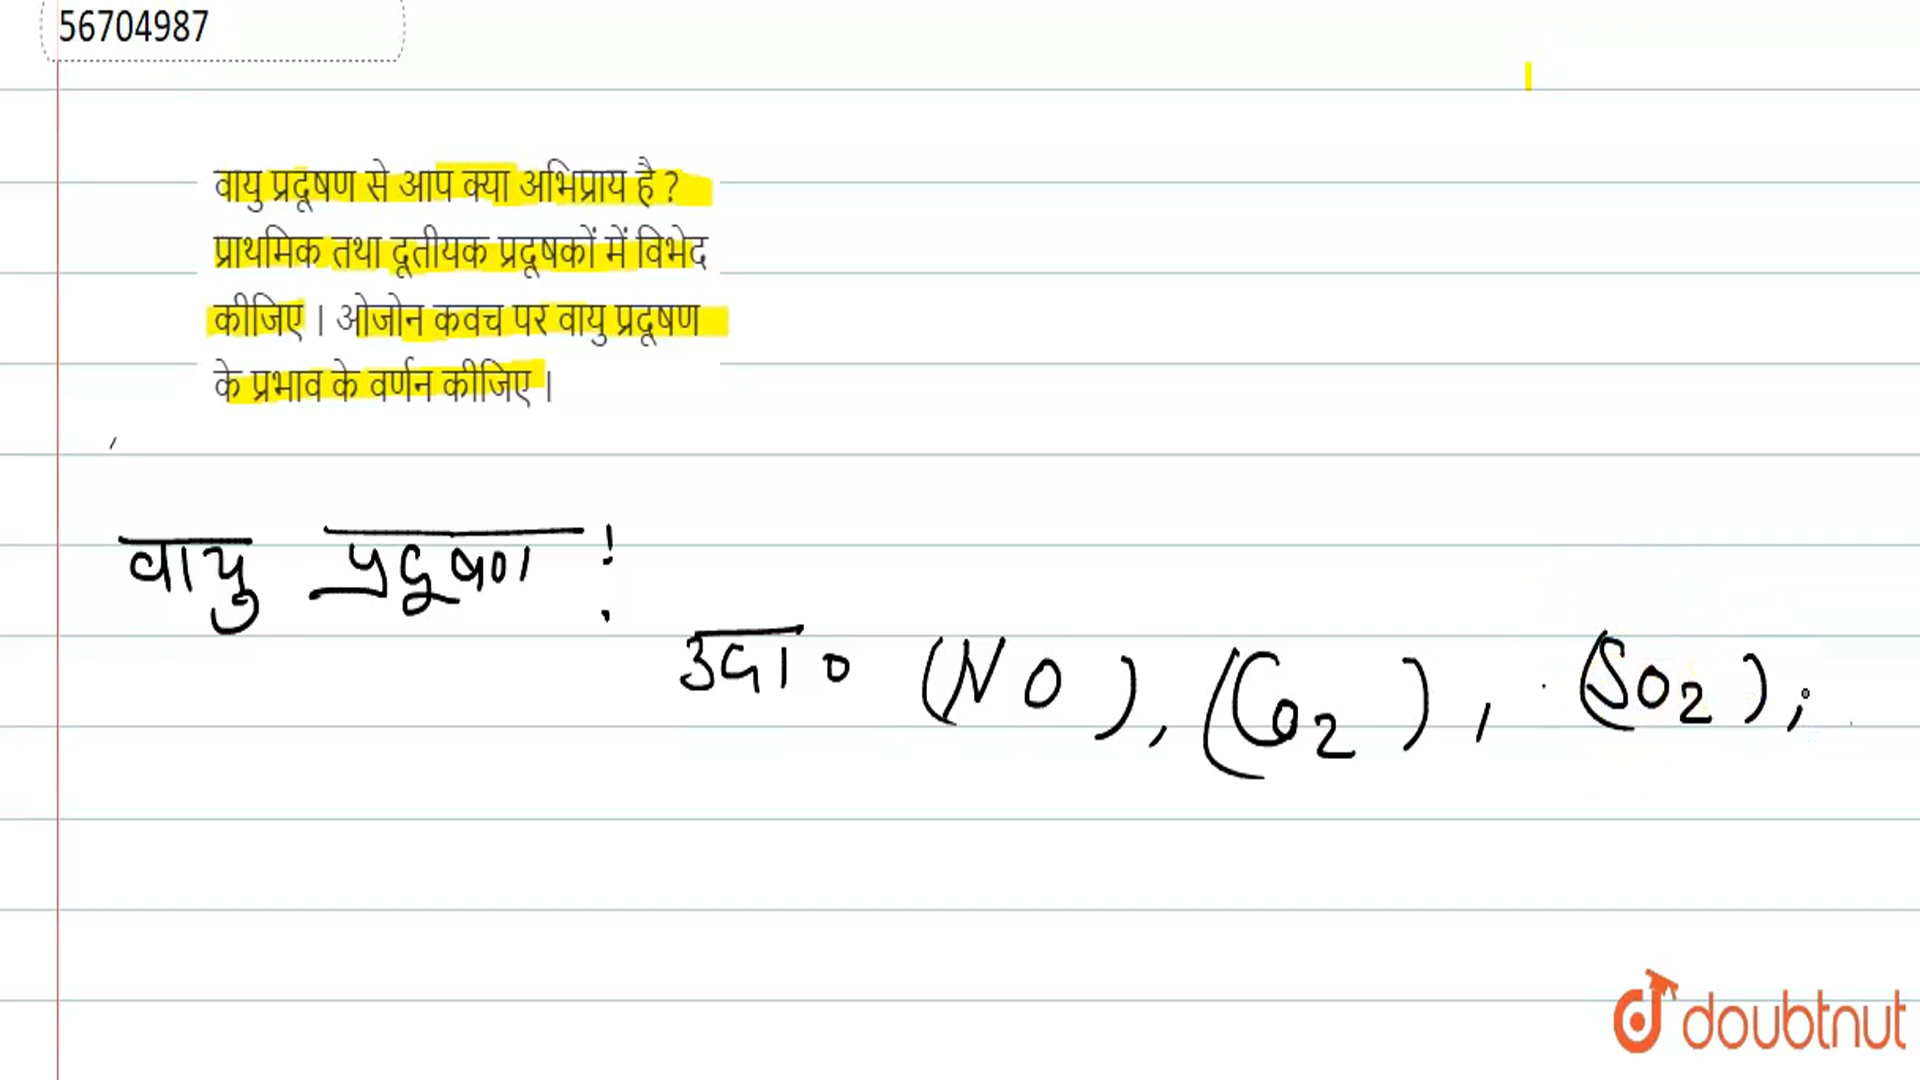 56704987
वायु प्रदूषण से आप क्या अभिप्राय है ?
प्राथमिक तथा दूतीयक प्रदूषकों में विभेद
कीजिए । ओजोन कवच पर वायु प्रदूषण
के प्रभाव के वर्णन कीजिए ।
वायु प्रदूषण :
उदा० (NO), (CO2), (SO2);
doubtnut